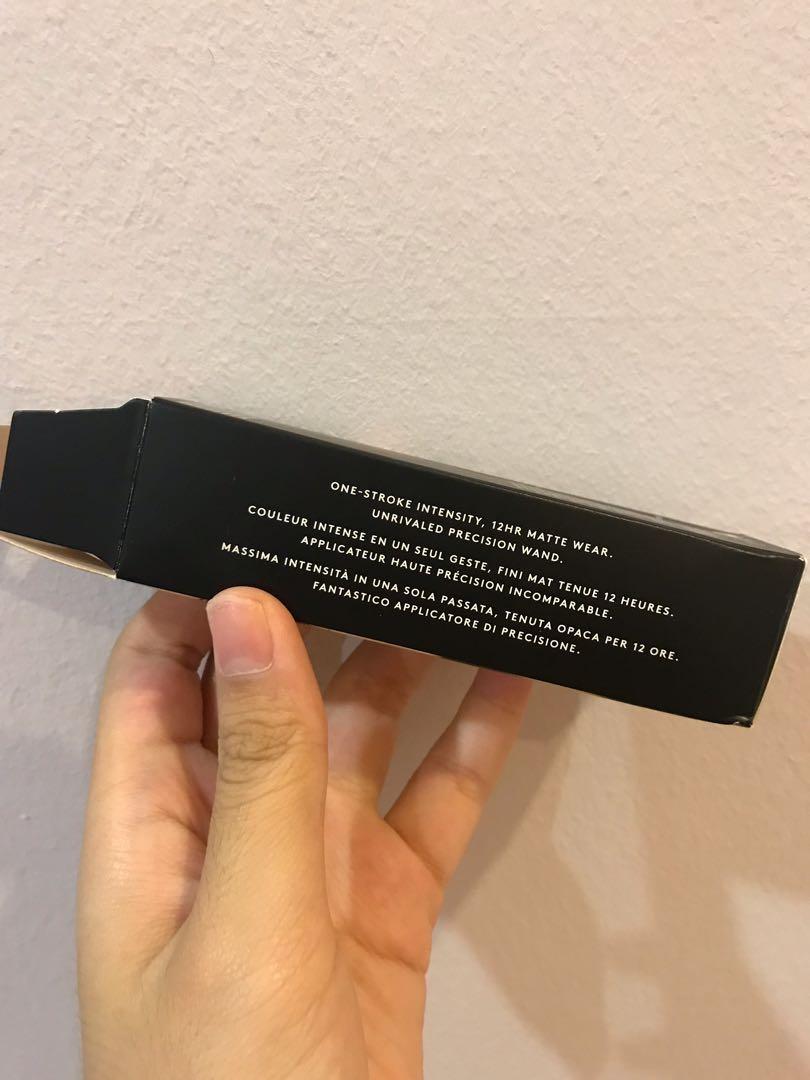 ONE-STROKE INTENSITY, 12HR MATTE WEAR.
UNRIVALED PRECISION WAND.
COULEUR INTENSE EN UN SEUL GESTE, FINI MAT TENUE 12 HEURES.
APPLICATEUR HAUTE PRÉCISION INCOMPARABLE.
MASSIMA INTENSITÀ IN UNA SOLA PASSATA, TENUTA OPACA PER 12 ORE.
FANTASTICO APPLICATORE DI PRECISIONE.